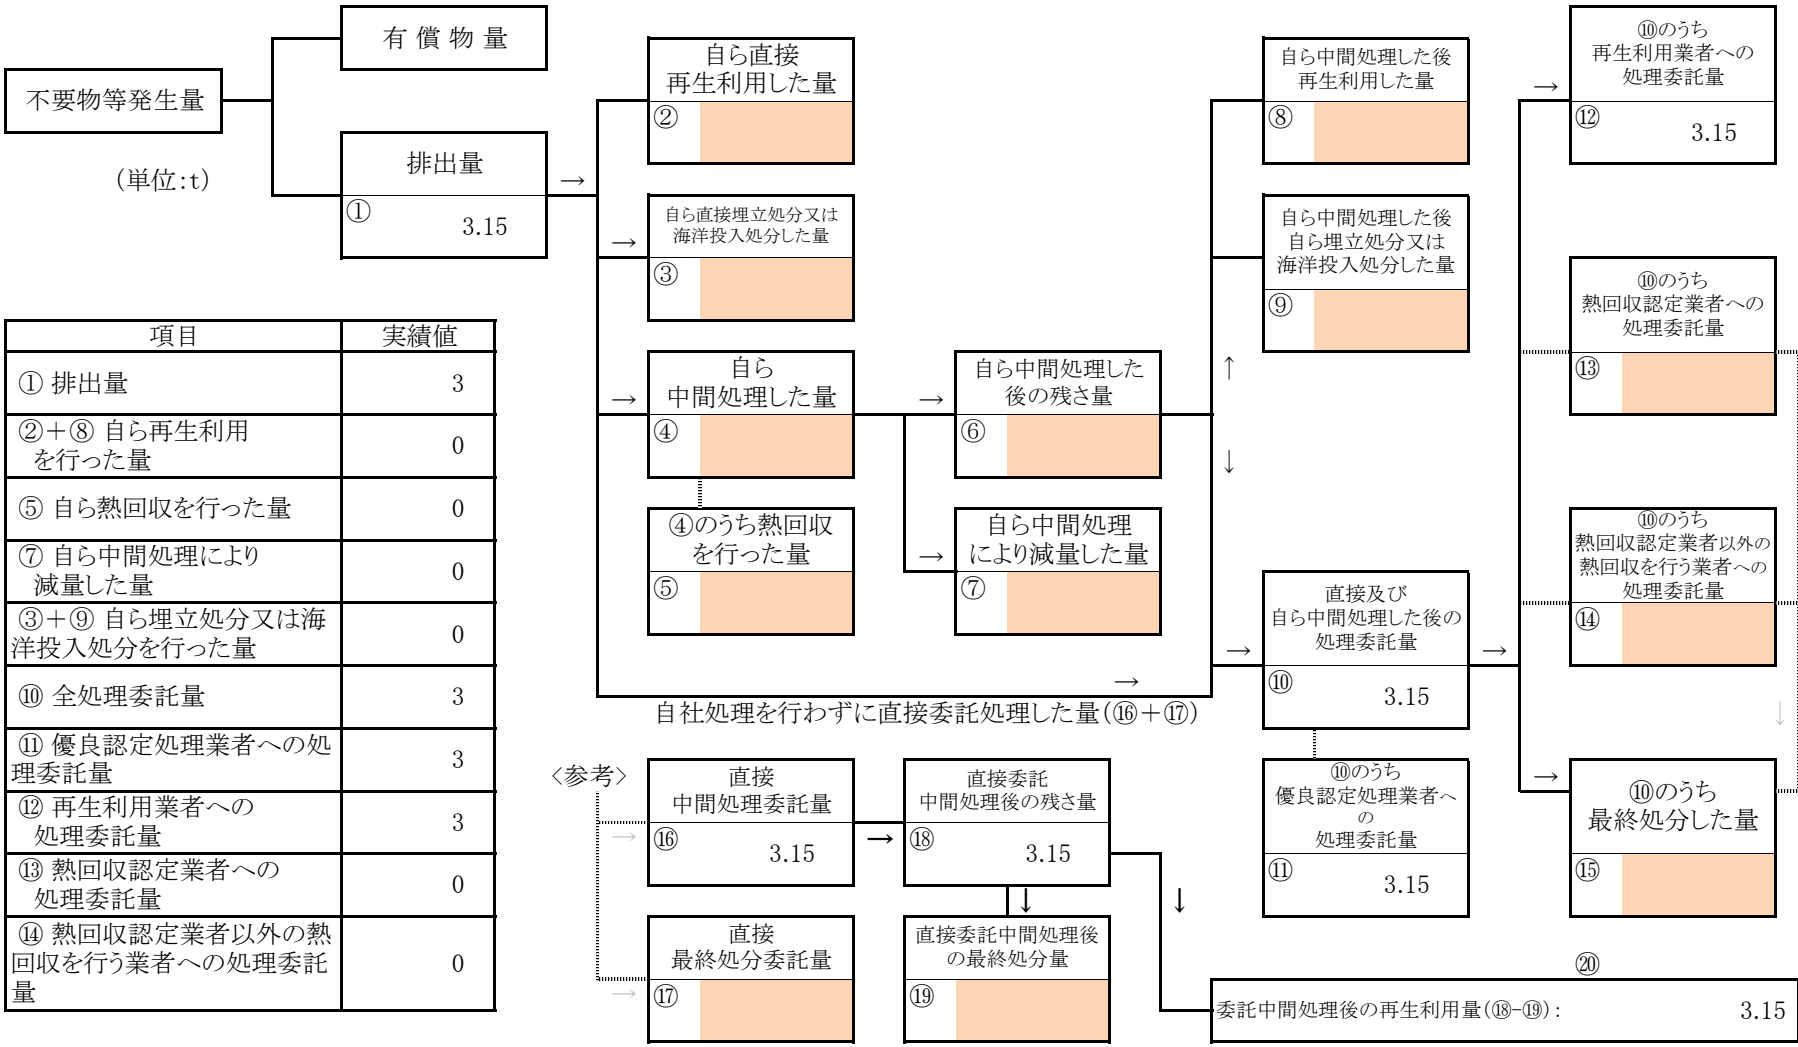 不要物等発生量
(単位:t)
有 償 物 量
排出量
→
①
3.15
自ら直接
再生利用した量
②
自ら直接埋立処分又は
海洋投入処分した量
→
③
自ら
中間処理した量
→
④
④のうち熱回収
を行った量
⑤
自ら中間処理した
後の残さ量
→
⑥
自ら中間処理
により減量した量
→
⑦
自ら中間処理した後
再生利用した量
⑧
自ら中間処理した後
自ら埋立処分又は
海洋投入処分した量
⑨
↑
↓
直接及び
自ら中間処理した後の
処理委託量
→
⑩
3.15
→
⑩のうち
優良認定処理業者へ
の
処理委託量
⑪
3.15
⑩のうち
再生利用業者への
処理委託量
→
⑫
3.15
⑩のうち
熱回収認定業者への
処理委託量
⑬
⑩のうち
熱回収認定業者以外の
熱回収を行う業者への
処理委託量
⑭
↓
→
⑩のうち
最終処分した量
⑮
→
自社処理を行わずに直接委託処理した量(⑯+⑰)
<参考>
直接
中間処理委託量
→
⑯
3.15
→
直接委託
中間処理後の残さ量
⑱
3.15
↓
↓
直接
最終処分委託量
→
⑰
直接委託中間処理後
の最終処分量
⑲
⑳
委託中間処理後の再生利用量(⑱-⑲):
3.15
項目 実績値
① 排出量 3
②+⑧ 自ら再生利用
を行った量 0
⑤ 自ら熱回収を行った量 0
⑦ 自ら中間処理により
減量した量 0
③+⑨ 自ら埋立処分又は海
洋投入処分を行った量 0
⑩ 全処理委託量 3
⑪ 優良認定処理業者への処
理委託量 3
⑫ 再生利用業者への
処理委託量 3
⑬ 熱回収認定業者への
処理委託量 0
⑭ 熱回収認定業者以外の熱
回収を行う業者への処理委託
量 0